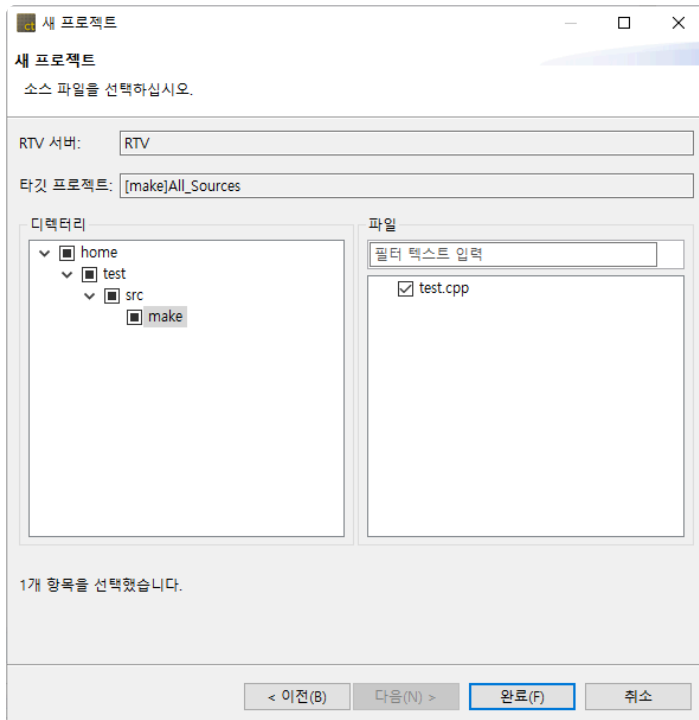 ct 새 프로젝트
새 프로젝트
소스 파일을 선택하십시오.
RTV 서버: RTV
타깃 프로젝트: [make]All_Sources
디렉터리
home
test
src
make
파일
필터 텍스트 입력
test.cpp
1개 항목을 선택했습니다.
< 이전(B) 다음(N) > 완료(F) 취소